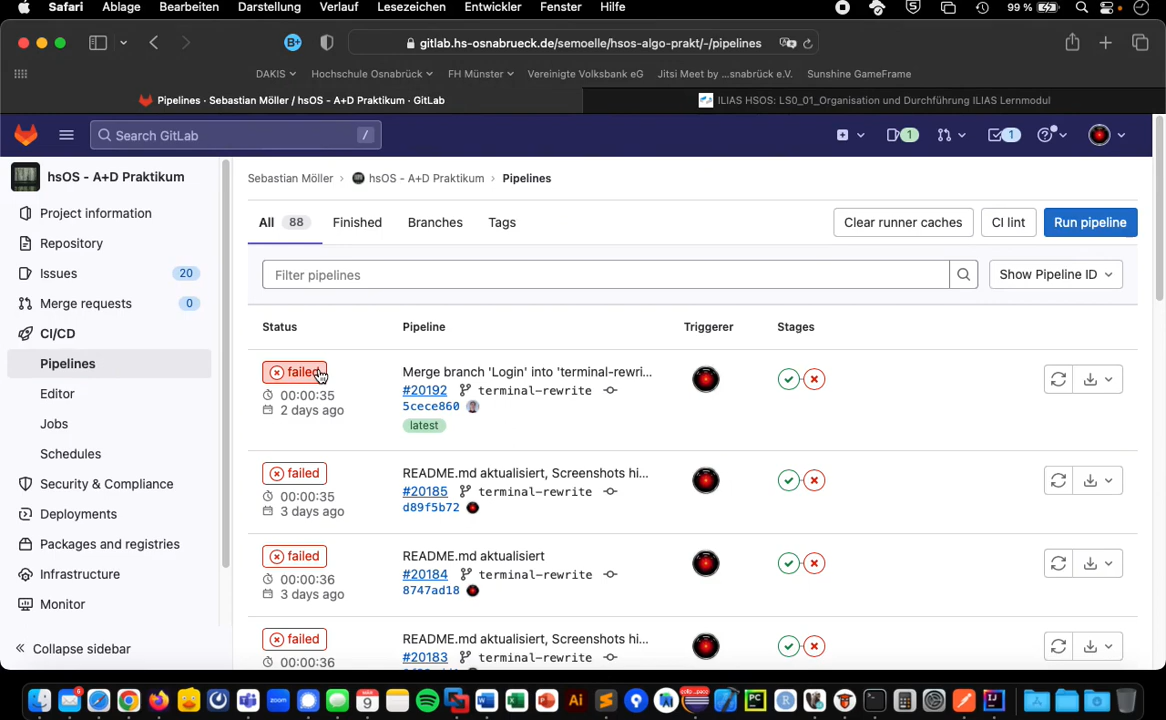 Safari Ablage Bearbeiten Darstellung Verlauf Lesezeichen Entwickler Fenster Hilfe 99 %
gitlab.hs-osnabrueck.de/semoelle/hsos-algo-prakt/-/pipelines
DAKIS Hochschule Osnabrück FH Münster Vereinigte Volksbank eG Jitsi Meet by ...snabrück e.V. Sunshine GameFrame
Pipelines · Sebastian Möller / hsOS - A+D Praktikum · GitLab ILIAS HSOS: LS0_01_Organisation und Durchführung ILIAS Lernmodul
Search GitLab / 1 1
hsOS - A+D Praktikum
Project information
Repository
Issues 20
Merge requests 0
CI/CD
Pipelines
Editor
Jobs
Schedules
Security & Compliance
Deployments
Packages and registries
Infrastructure
Monitor
Collapse sidebar
Sebastian Möller › hsOS - A+D Praktikum › Pipelines
All 88 Finished Branches Tags Clear runner caches CI lint Run pipeline
Filter pipelines Show Pipeline ID
Status Pipeline Triggerer Stages
failed Merge branch 'Login' into 'terminal-rewri...
00:00:35 #20192 terminal-rewrite
2 days ago 5cece860
latest
failed README.md aktualisiert, Screenshots hi...
00:00:35 #20185 terminal-rewrite
3 days ago d89f5b72
failed README.md aktualisiert
00:00:36 #20184 terminal-rewrite
3 days ago 8747ad18
failed README.md aktualisiert, Screenshots hi...
00:00:36 #20183 terminal-rewrite